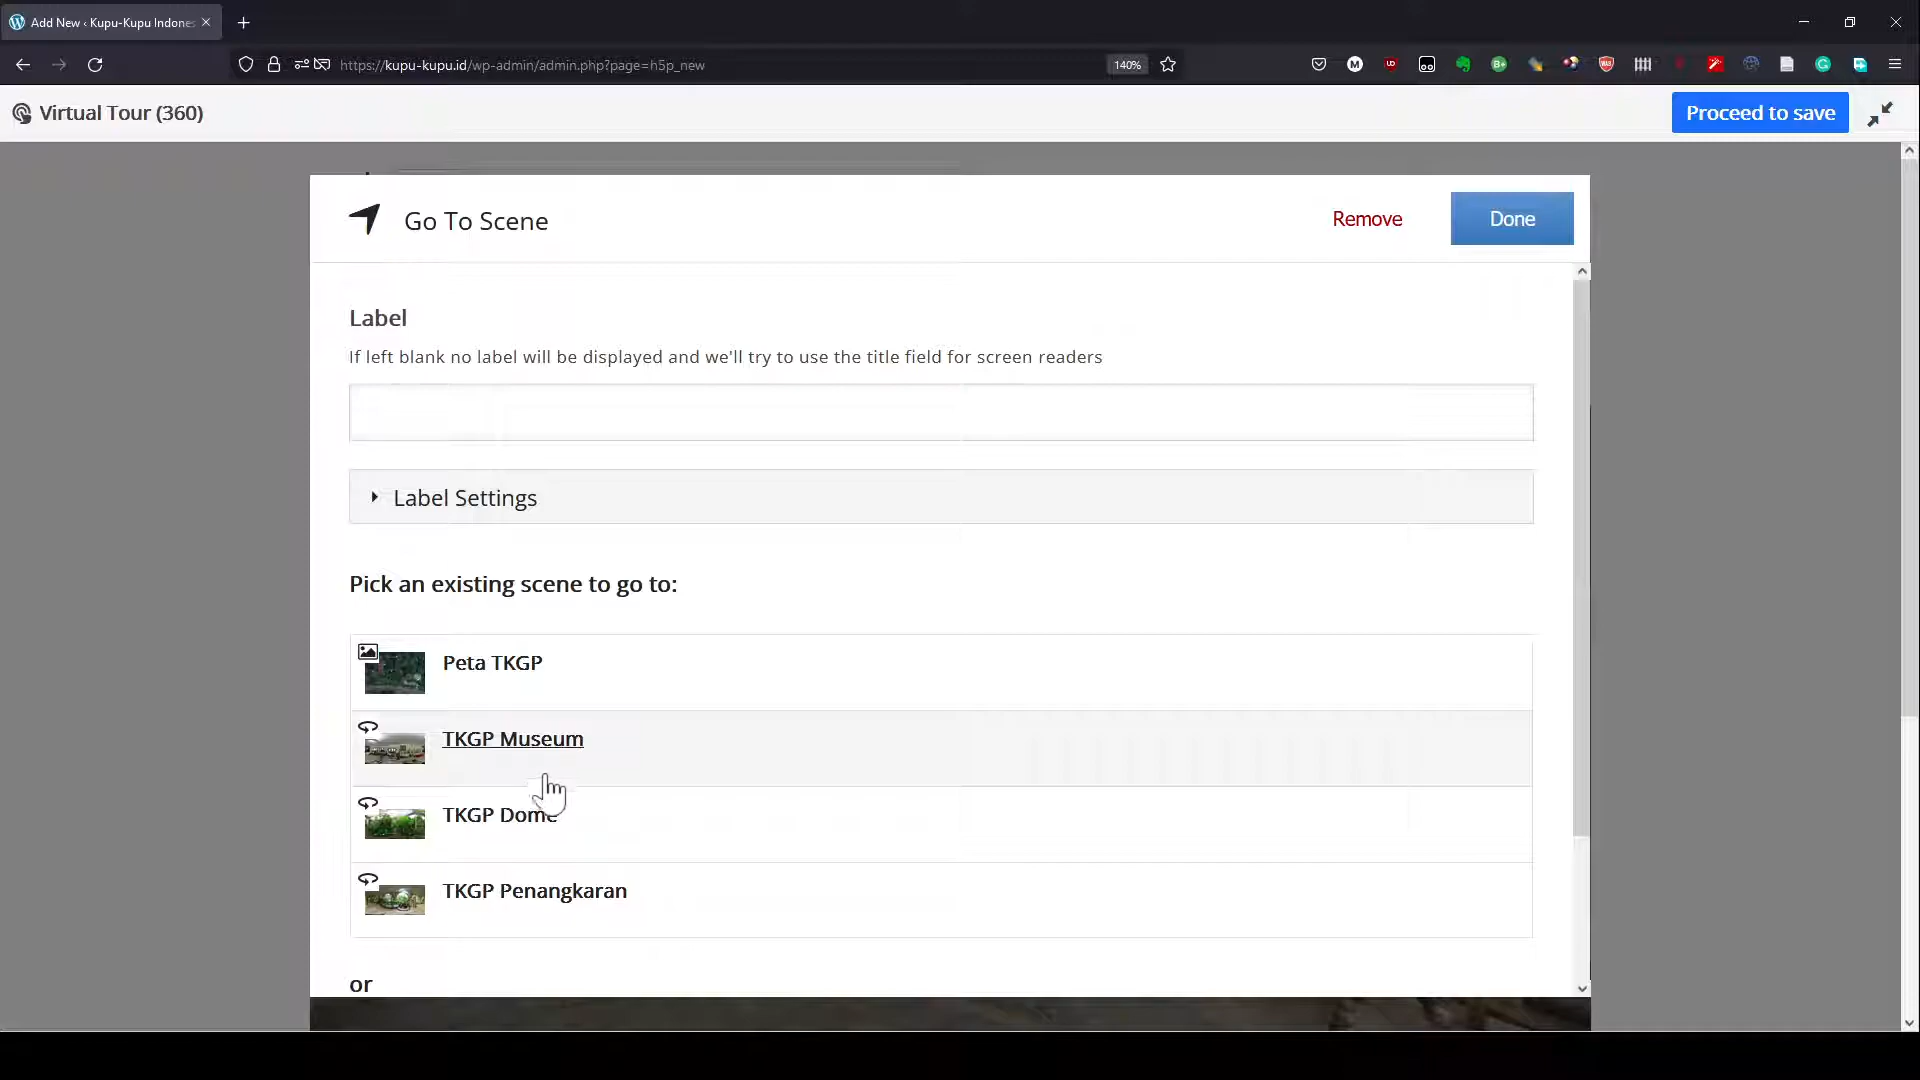 Add New ‹ Kupu-Kupu Indones
https://kupu-kupu.id/wp-admin/admin.php?page=h5p_new
140%
Virtual Tour (360)
Proceed to save
Go To Scene
Remove
Done
Label
If left blank no label will be displayed and we'll try to use the title field for screen readers
Label Settings
Pick an existing scene to go to:
Peta TKGP
TKGP Museum
TKGP Dome
TKGP Penangkaran
or